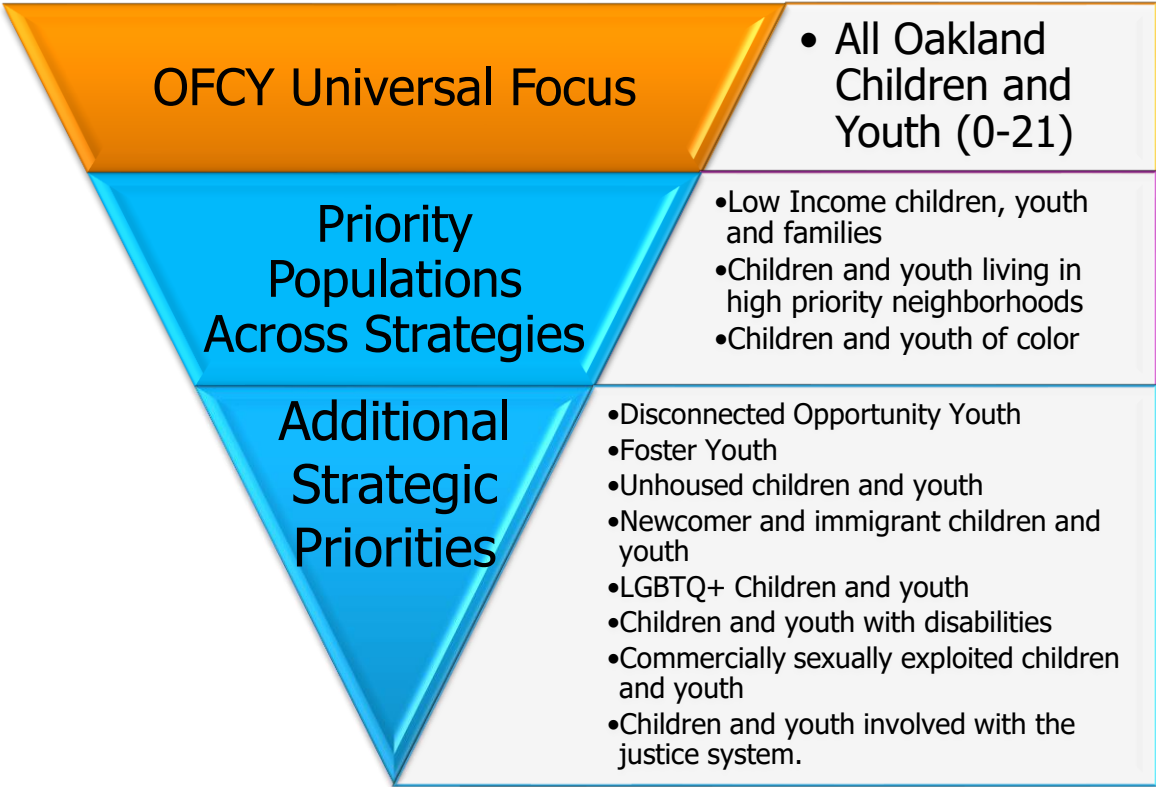 OFCY Universal Focus
• All Oakland
Children and
Youth (0-21)
Priority
Populations
Across Strategies
•Low Income children, youth
and families
•Children and youth living in
high priority neighborhoods
•Children and youth of color
Additional
Strategic
Priorities
•Disconnected Opportunity Youth
•Foster Youth
•Unhoused children and youth
•Newcomer and immigrant children and
youth
•LGBTQ+ Children and youth
•Children and youth with disabilities
•Commercially sexually exploited children
and youth
•Children and youth involved with the
justice system.